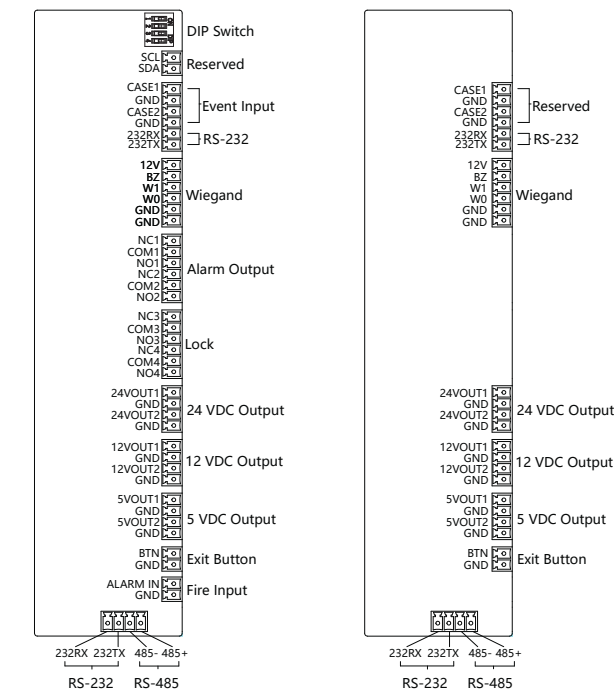 DIP Switch
SCL
SDA
Reserved
CASE1
GND
CASE2
GND
Event Input
232RX
232TX
RS-232
12V
BZ
W1
W0
GND
GND
Wiegand
NC1
COM1
NO1
NC2
COM2
NO2
Alarm Output
NC3
COM3
NO3
NC4
COM4
NO4
Lock
24VOUT1
GND
24VOUT2
GND
24 VDC Output
12VOUT1
GND
12VOUT2
GND
12 VDC Output
5VOUT1
GND
5VOUT2
GND
5 VDC Output
BTN
GND
Exit Button
ALARM IN
GND
Fire Input
232RX 232TX 485- 485+
RS-232 RS-485
CASE1
GND
CASE2
GND
Reserved
232RX
232TX
RS-232
12V
BZ
W1
W0
GND
GND
Wiegand
24VOUT1
GND
24VOUT2
GND
24 VDC Output
12VOUT1
GND
12VOUT2
GND
12 VDC Output
5VOUT1
GND
5VOUT2
GND
5 VDC Output
BTN
GND
Exit Button
232RX 232TX 485- 485+
RS-232 RS-485